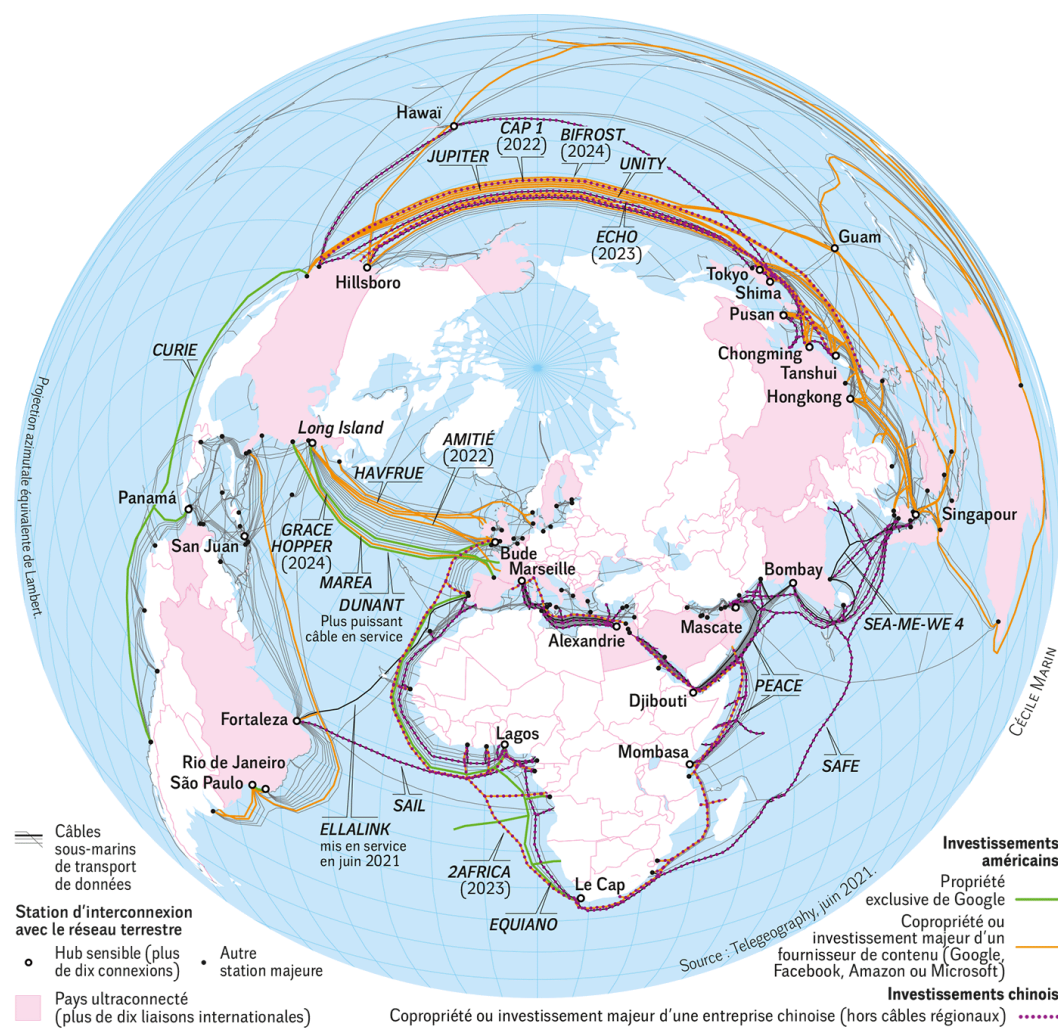 Hawaï
CAP 1
(2022)
BIFROST
(2024)
JUPITER
UNITY
ECHO
(2023)
Guam
Hillsboro
Tokyo
Shima
Pusan
Chongming
Tanshui
Hongkong
CURIE
Projection azimutale équivalente de Lambert.
Long Island
AMITIÉ
(2022)
HAVFRUE
Panamá
San Juan
GRACE
HOPPER
(2024)
MAREA
DUNANT
Plus puissant
câble en service
Bude
Marseille
Singapour
Bombay
Mascate
SEA-ME-WE 4
Alexandrie
Djibouti
PEACE
CÉCILE MARIN
Fortaleza
Lagos
Mombasa
Rio de Janeiro
São Paulo
SAFE
SAIL
ELLALINK
mis en service
en juin 2021
2AFRICA
(2023)
Le Cap
EQUIANO
Source : Telegeography, juin 2021.
Câbles
sous-marins
de transport
de données
Station d'interconnexion
avec le réseau terrestre
Hub sensible (plus
de dix connexions)
Autre
station majeure
Pays ultraconnecté
(plus de dix liaisons internationales)
Investissements
américains
Propriété
exclusive de Google
Copropriété ou
investissement majeur d'un
fournisseur de contenu (Google,
Facebook, Amazon ou Microsoft)
Investissements chinois
Copropriété ou investissement majeur d'une entreprise chinoise (hors câbles régionaux)